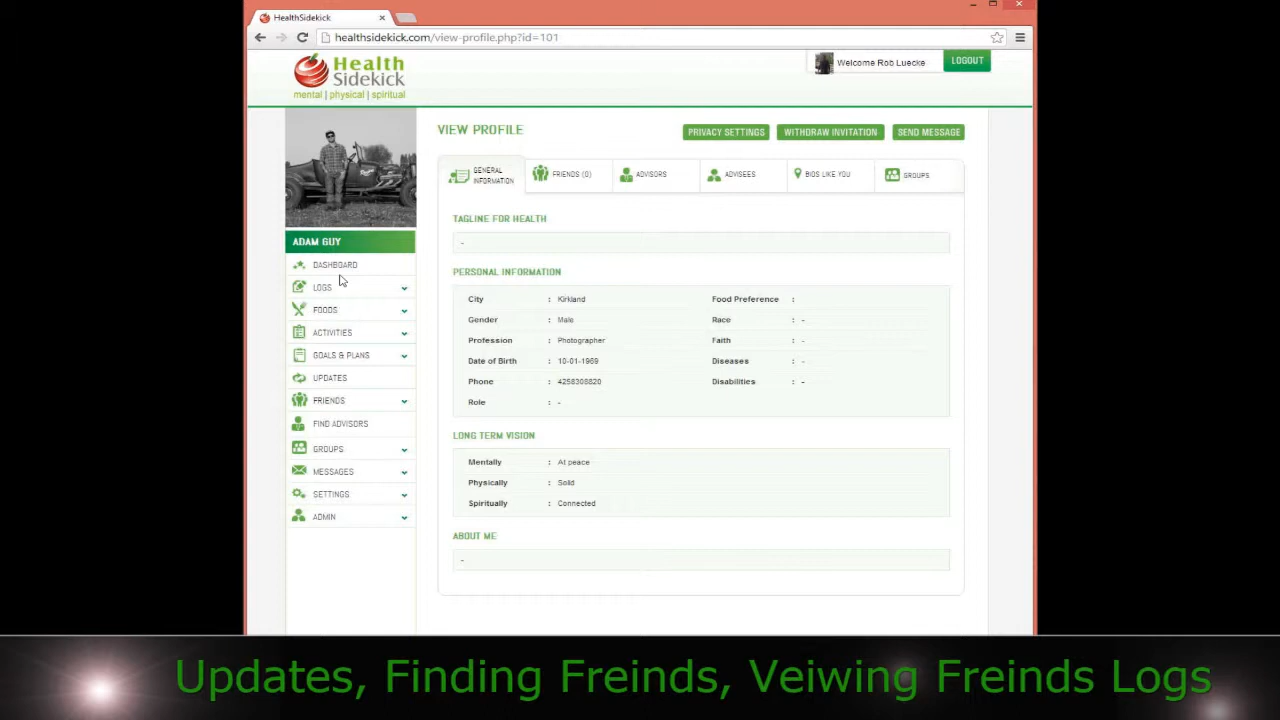 HealthSidekick
healthsidekick.com/view-profile.php?id=101
Health
Sidekick
mental | physical | spiritual
Welcome Rob Luecke
LOGOUT
VIEW PROFILE
PRIVACY SETTINGS
WITHDRAW INVITATION
SEND MESSAGE
GENERAL
INFORMATION
FRIENDS (0)
ADVISORS
ADVISEES
BIOS LIKE YOU
GROUPS
ADAM GUY
DASHBOARD
LOGS
FOODS
ACTIVITIES
GOALS & PLANS
UPDATES
FRIENDS
FIND ADVISORS
GROUPS
MESSAGES
SETTINGS
ADMIN
TAGLINE FOR HEALTH
-
PERSONAL INFORMATION
City : Kirkland Food Preference :
Gender : Male Race : -
Profession : Photographer Faith : -
Date of Birth : 10-01-1969 Diseases : -
Phone : 4258308820 Disabilities : -
Role : -
LONG TERM VISION
Mentally : At peace
Physically : Solid
Spiritually : Connected
ABOUT ME
-
Updates, Finding Freinds, Veiwing Freinds Logs